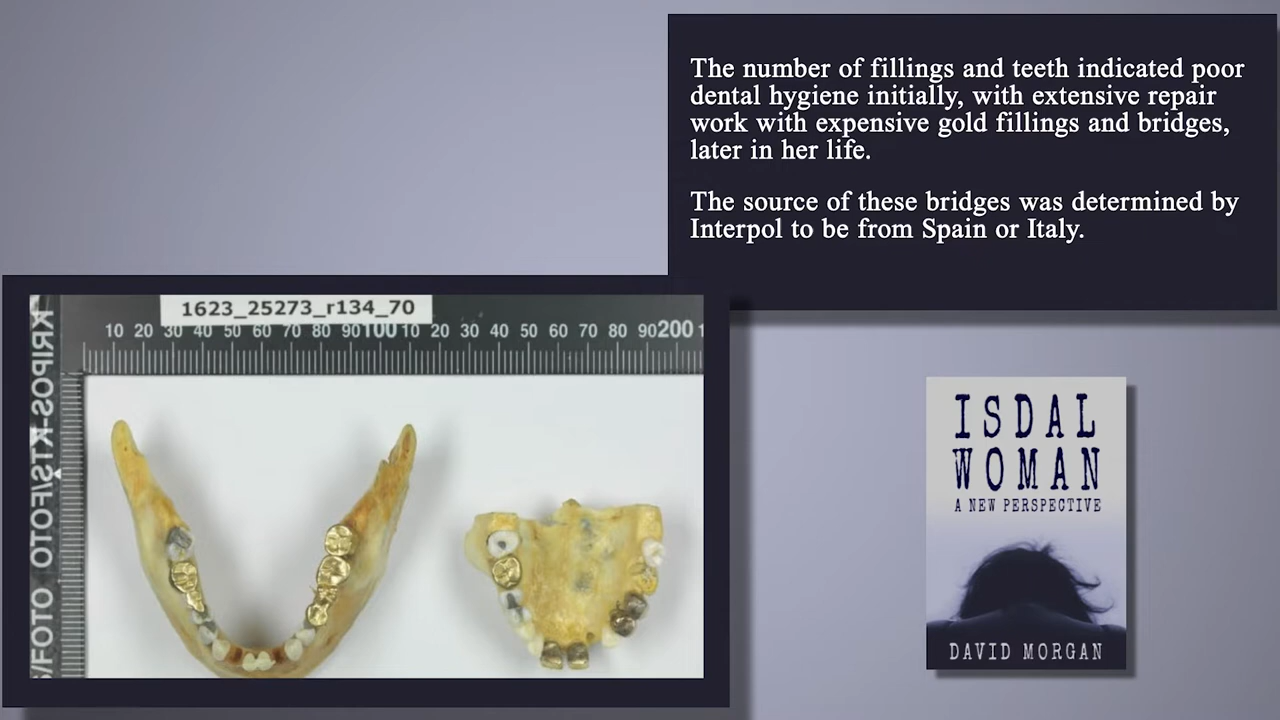 The number of fillings and teeth indicated poor
dental hygiene initially, with extensive repair
work with expensive gold fillings and bridges,
later in her life.
The source of these bridges was determined by
Interpol to be from Spain or Italy.
1623_25273_r134_70
10 20 30 40 50 60 70 80 90 100 10 20 30 40 50 60 70 80 90 200 1
KRIPOS-KTS/FOTO
/FOTO
ISDAL
WOMAN
A NEW PERSPECTIVE
DAVID MORGAN